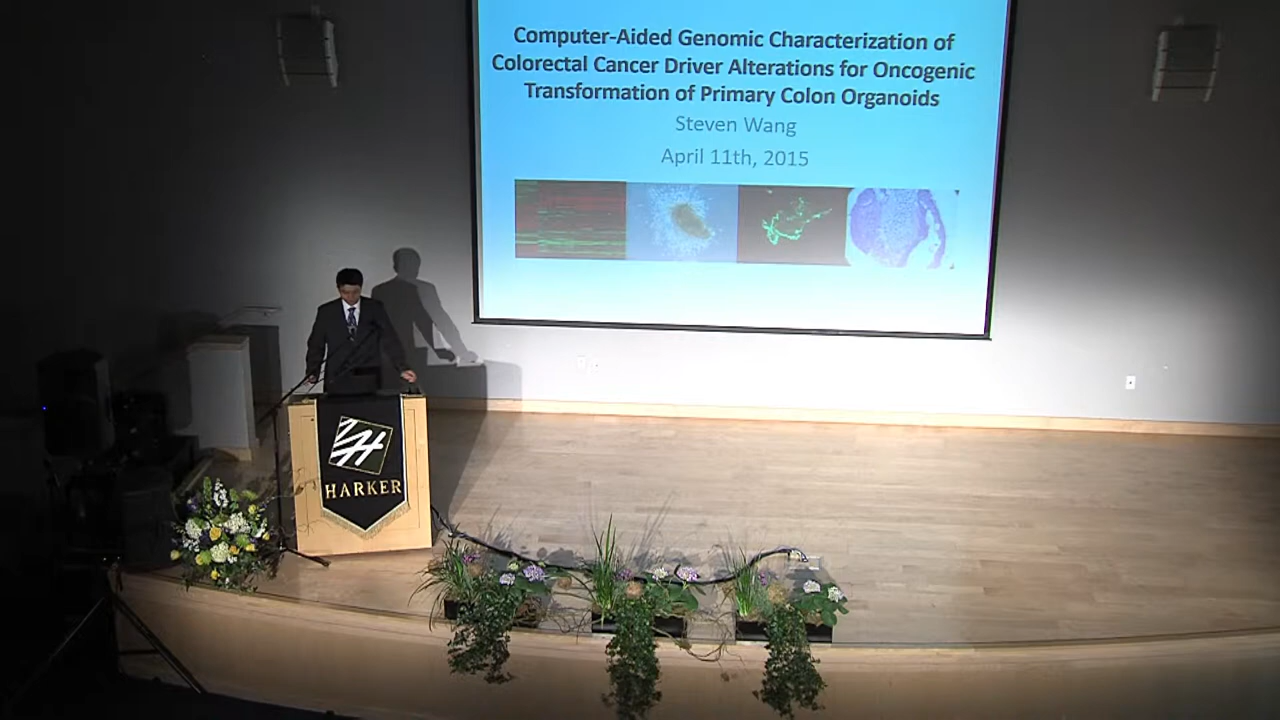 Computer-Aided Genomic Characterization of
Colorectal Cancer Driver Alterations for Oncogenic
Transformation of Primary Colon Organoids
Steven Wang
April 11th, 2015
HARKER